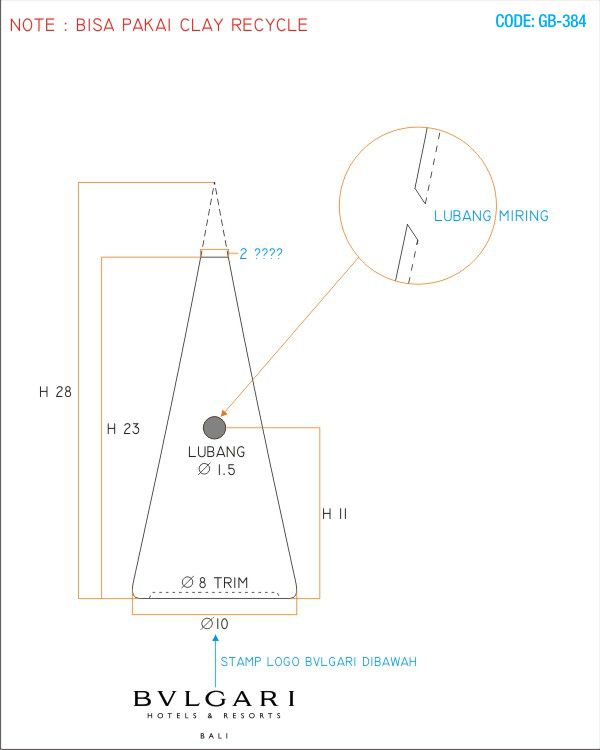 NOTE : BISA PAKAI CLAY RECYCLE
CODE: GB-384
LUBANG MIRING
2 ????
H 28
H 23
LUBANG
Ø 1.5
H 11
Ø 8 TRIM
Ø10
STAMP LOGO BVLGARI DIBAWAH
BVLGARI
HOTELS & RESORTS
BALI